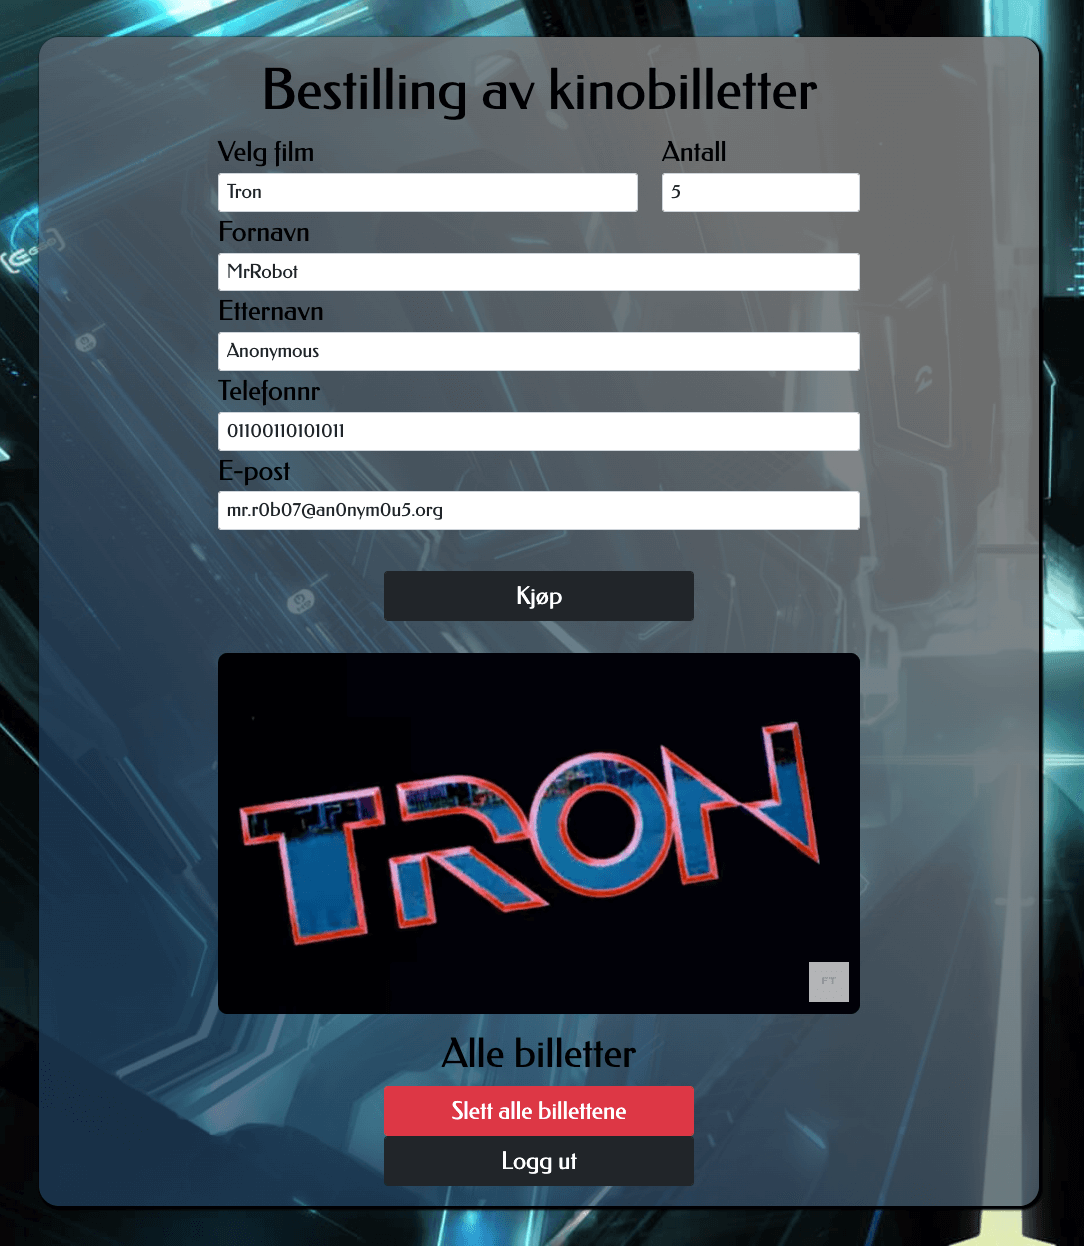 Bestilling av kinobilletter
Velg film Antall
Tron 5
Fornavn
MrRobot
Etternavn
Anonymous
Telefonnr
01100110101011
E-post
mr.r0b07@an0nym0u5.org
Kjøp
TRON
FT
Alle billetter
Slett alle billettene
Logg ut